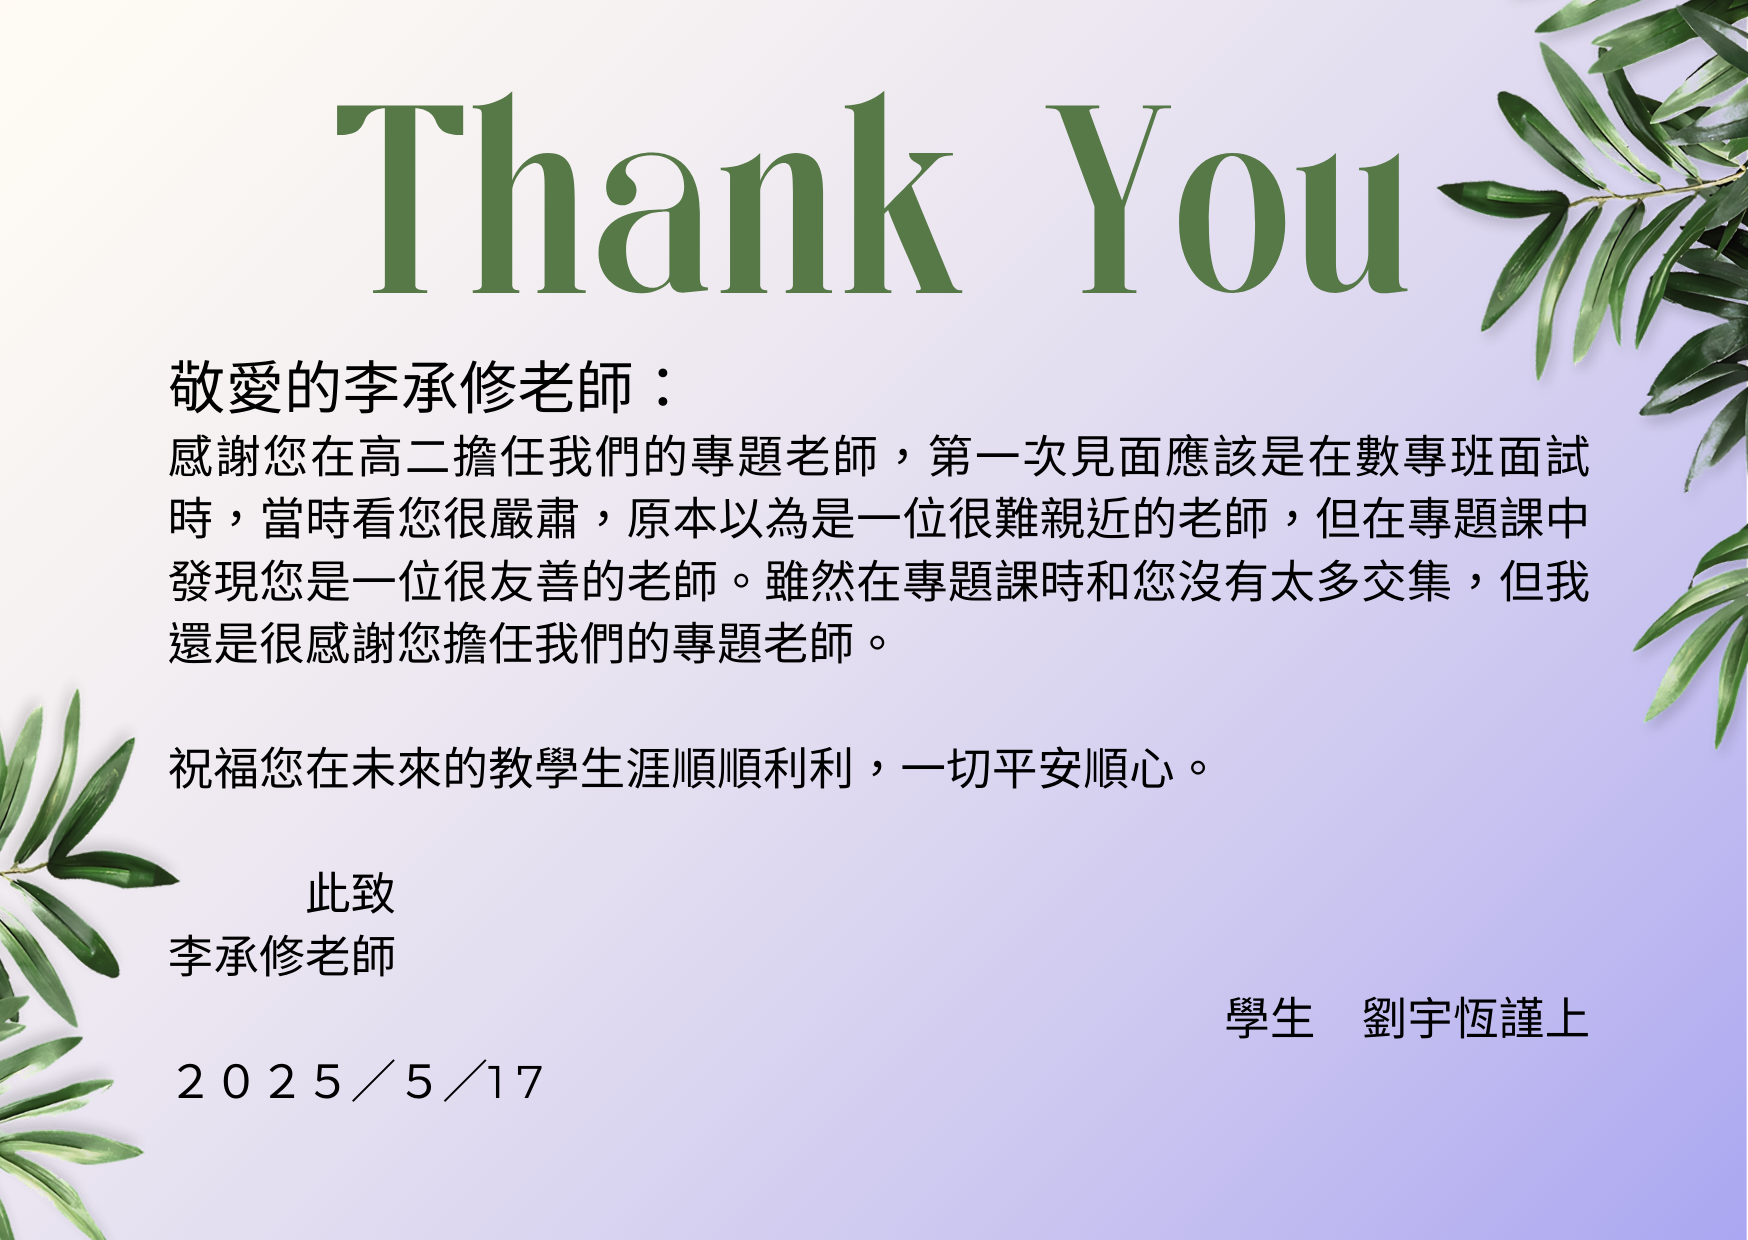 Thank You
敬愛的李承修老師：
感謝您在高二擔任我們的專題老師，第一次見面應該是在數專班面試
時，當時看您很嚴肅，原本以為是一位很難親近的老師，但在專題課中
發現您是一位很友善的老師。雖然在專題課時和您沒有太多交集，但我
還是很感謝您擔任我們的專題老師。
祝福您在未來的教學生涯順順利利，一切平安順心。
此致
李承修老師
學生　劉宇恆謹上
２０２５／５／17